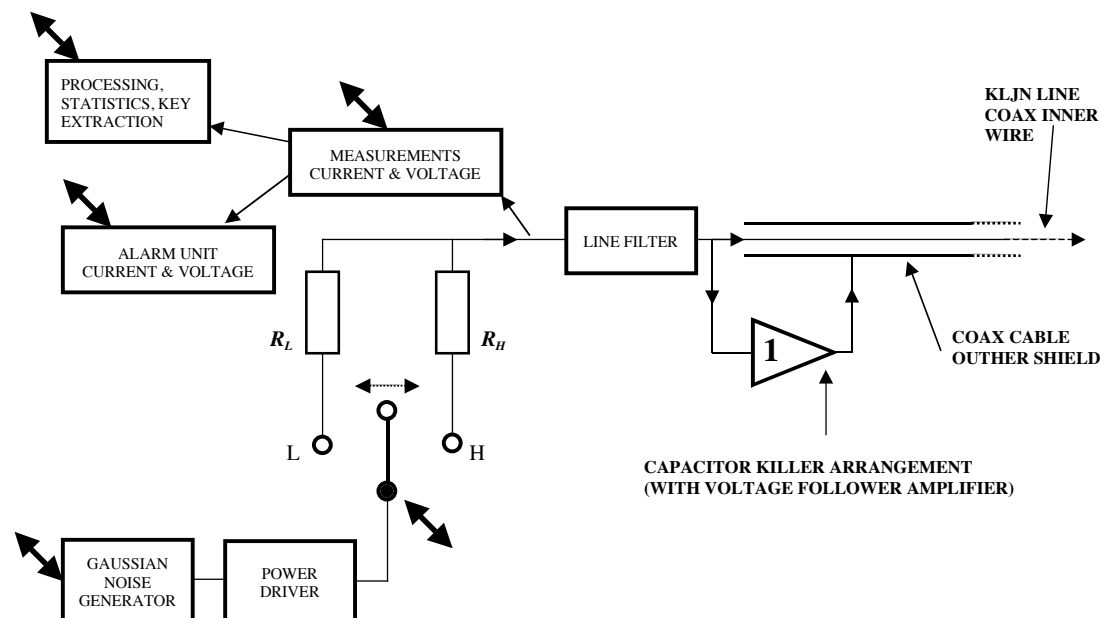 PROCESSING,
STATISTICS, KEY
EXTRACTION
KLJN LINE
COAX INNER
WIRE
MEASUREMENTS
CURRENT & VOLTAGE
ALARM UNIT
CURRENT & VOLTAGE
LINE FILTER
R_L
R_H
1
COAX CABLE
OUTHER SHIELD
L
H
CAPACITOR KILLER ARRANGEMENT
(WITH VOLTAGE FOLLOWER AMPLIFIER)
GAUSSIAN
NOISE
GENERATOR
POWER
DRIVER